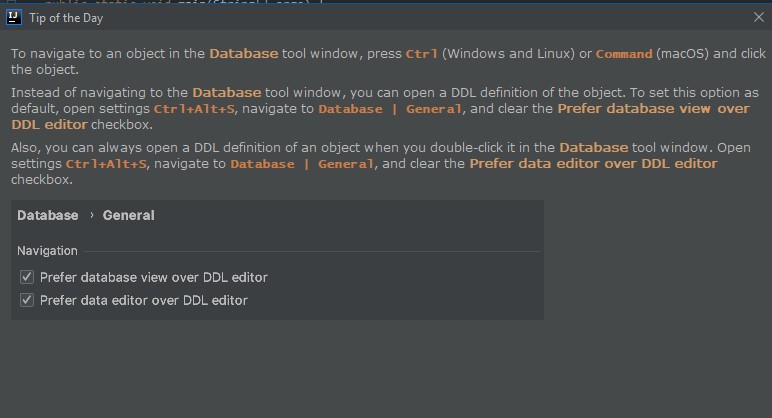 IJ
Tip of the Day
To navigate to an object in the Database tool window, press Ctrl (Windows and Linux) or Command (macOS) and click
the object.
Instead of navigating to the Database tool window, you can open a DDL definition of the object. To set this option as
default, open settings Ctrl+Alt+S, navigate to Database | General, and clear the Prefer database view over
DDL editor checkbox.
Also, you can always open a DDL definition of an object when you double-click it in the Database tool window. Open
settings Ctrl+Alt+S, navigate to Database | General, and clear the Prefer data editor over DDL editor
checkbox.
Database › General
Navigation
Prefer database view over DDL editor
Prefer data editor over DDL editor